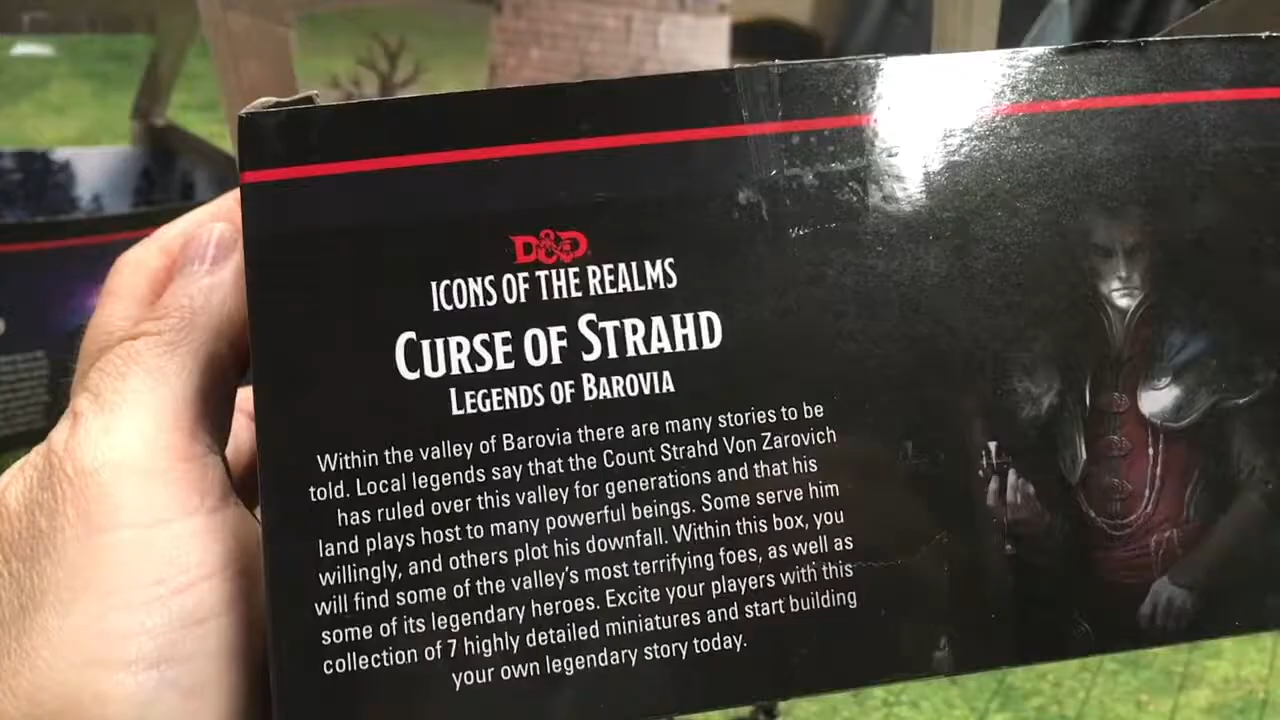 D&D
ICONS OF THE REALMS
CURSE OF STRAHD
LEGENDS OF BAROVIA
Within the valley of Barovia there are many stories to be
told. Local legends say that the Count Strahd Von Zarovich
has ruled over this valley for generations and that his
land plays host to many powerful beings. Some serve him
willingly, and others plot his downfall. Within this box, you
will find some of the valley's most terrifying foes, as well as
some of its legendary heroes. Excite your players with this
collection of 7 highly detailed miniatures and start building
your own legendary story today.